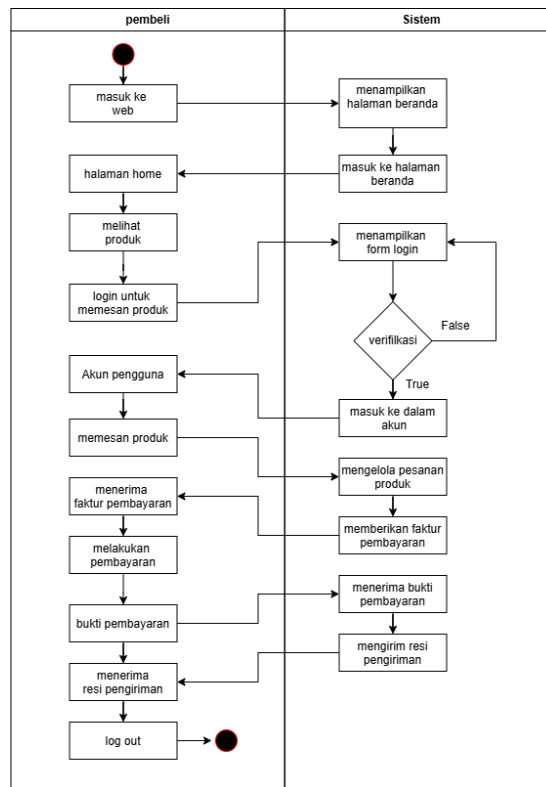 pembeli
Sistem
masuk ke
web
menampilkan
halaman beranda
masuk ke halaman
beranda
halaman home
melihat
produk
login untuk
memesan produk
menampilkan
form login
verifilkasi
False
True
masuk ke dalam
akun
Akun pengguna
memesan produk
mengelola pesanan
produk
memberikan faktur
pembayaran
menerima
faktur pembayaran
melakukan
pembayaran
bukti pembayaran
menerima bukti
pembayaran
mengirim resi
pengiriman
menerima
resi pengiriman
log out